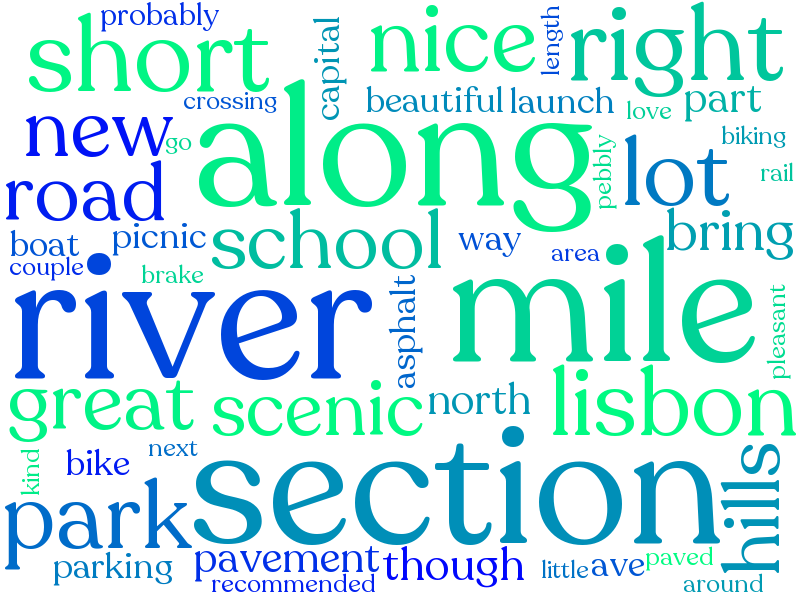 probably
short
capital
nice
length
right
crossing
beautiful
launch
love
part
new
go
along
pebbly
lot
biking
rail
road
boat
picnic
school
way
area
bring
couple
brake
river
asphalt
mile
pleasant
great
scenic
north
lisbon
kind
bike
next
section
hills
park
parking
pavement
though
little
ave
paved
recommended
around